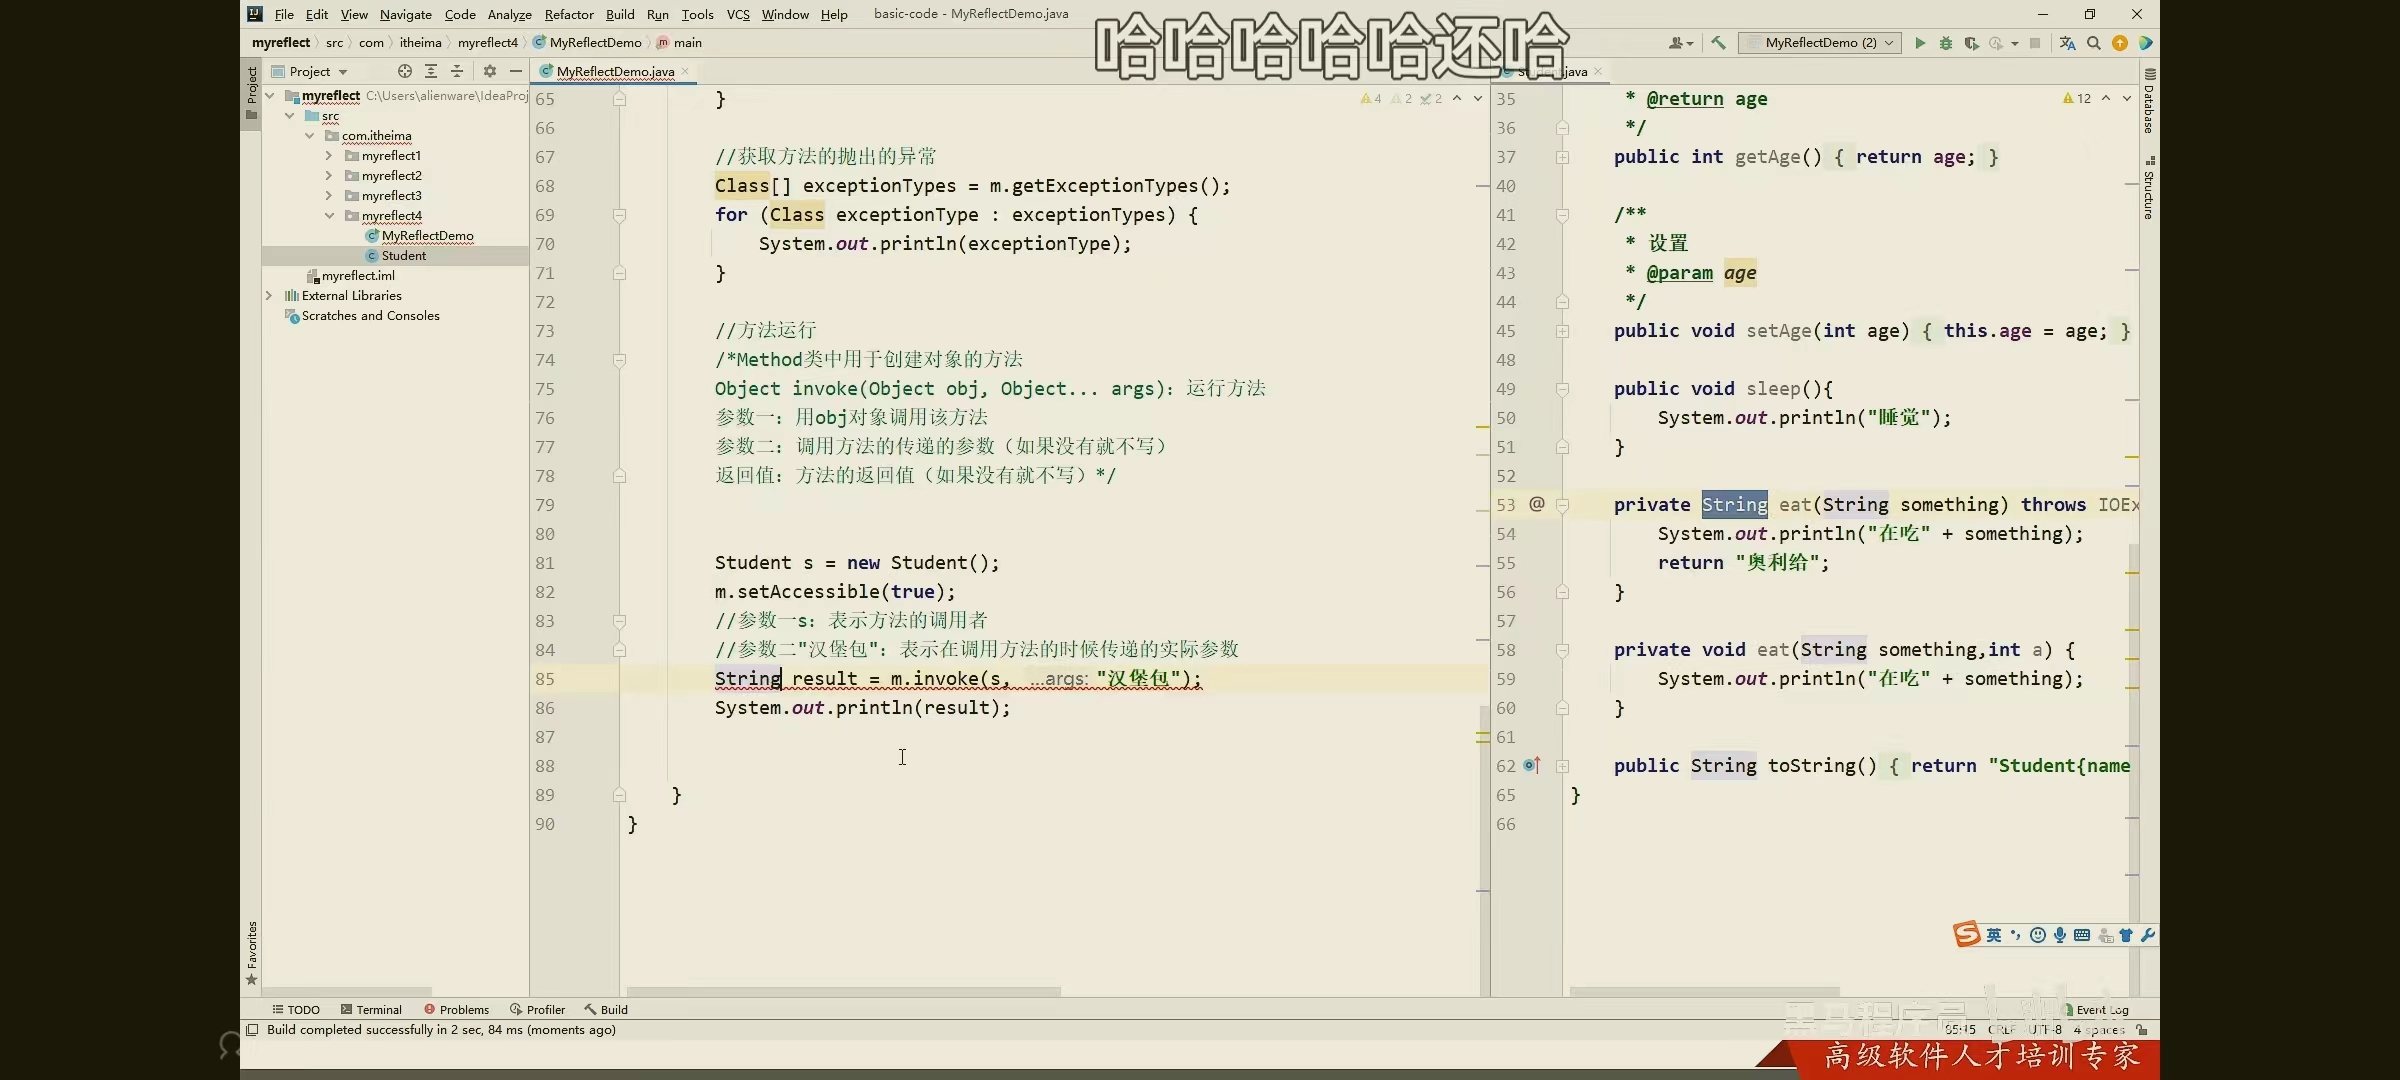 File Edit View Navigate Code Analyze Refactor Build Run Tools VCS Window Help basic-code - MyReflectDemo.java
哈哈哈哈哈还哈
myreflect src com itheima myreflect4 MyReflectDemo main
MyReflectDemo (2)
Project
MyReflectDemo.java
Student.java
Project
myreflect C:\Users\alienware\IdeaProj
src
com.itheima
myreflect1
myreflect2
myreflect3
myreflect4
MyReflectDemo
Student
myreflect.iml
External Libraries
Scratches and Consoles
4 2 2
65 }
66
67 //获取方法的抛出的异常
68 Class[] exceptionTypes = m.getExceptionTypes();
69 for (Class exceptionType : exceptionTypes) {
70 System.out.println(exceptionType);
71 }
72
73 //方法运行
74 /*Method类中用于创建对象的方法
75 Object invoke(Object obj, Object... args)：运行方法
76 参数一：用obj对象调用该方法
77 参数二：调用方法的传递的参数（如果没有就不写）
78 返回值：方法的返回值（如果没有就不写）*/
79
80
81 Student s = new Student();
82 m.setAccessible(true);
83 //参数一s：表示方法的调用者
84 //参数二"汉堡包"：表示在调用方法的时候传递的实际参数
85 String result = m.invoke(s, ...args: "汉堡包");
86 System.out.println(result);
87
88
89 }
90 }
12
35 * @return age
36 */
37 public int getAge() { return age; }
40
41 /**
42 * 设置
43 * @param age
44 */
45 public void setAge(int age) { this.age = age; }
48
49 public void sleep(){
50 System.out.println("睡觉");
51 }
52
53 @ private String eat(String something) throws IOEx
54 System.out.println("在吃" + something);
55 return "奥利给";
56 }
57
58 private void eat(String something,int a) {
59 System.out.println("在吃" + something);
60 }
61
62 public String toString() { return "Student{name
65 }
66
Database
Structure
Favorites
英
TODO Terminal Problems Profiler Build
Event Log
Build completed successfully in 2 sec, 84 ms (moments ago)
85:15 CRLF UTF-8 4 spaces
黑马程序员
高级软件人才培训专家